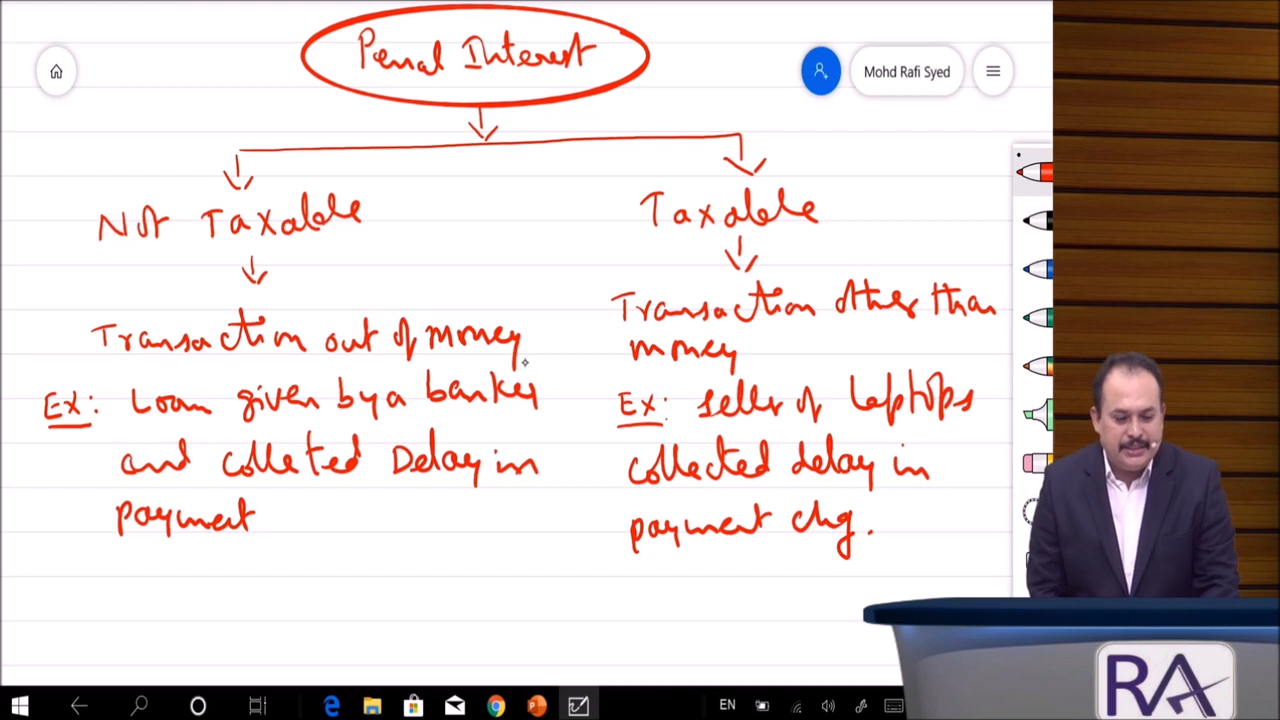 Penal Interest
Mohd Rafi Syed
Not Taxable
Transaction out of money
Ex: Loan given by a banker
and colleted Delay in
payment
Taxable
Transaction other than
money
Ex: seller of laptops
collected delay in
payment chg.
RA
EN